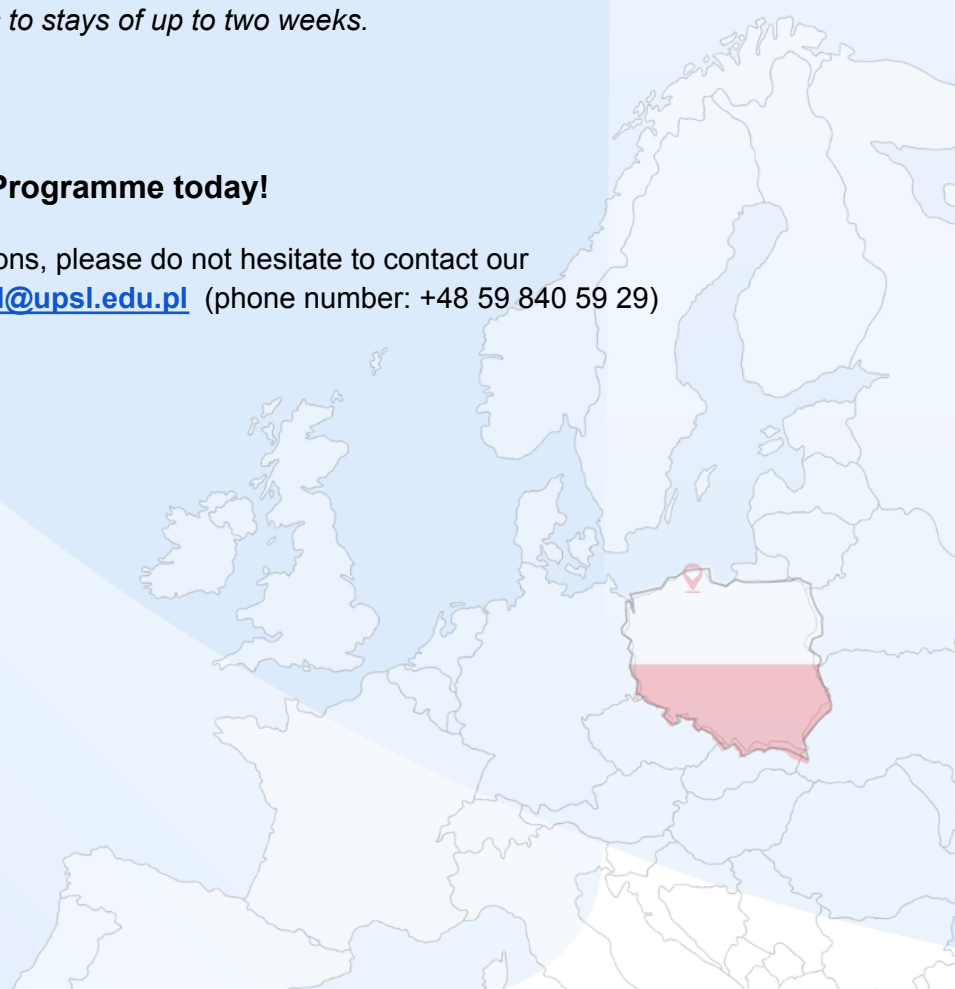 to stays of up to two weeks.
Programme today!
ons, please do not hesitate to contact our
@upsl.edu.pl (phone number: +48 59 840 59 29)